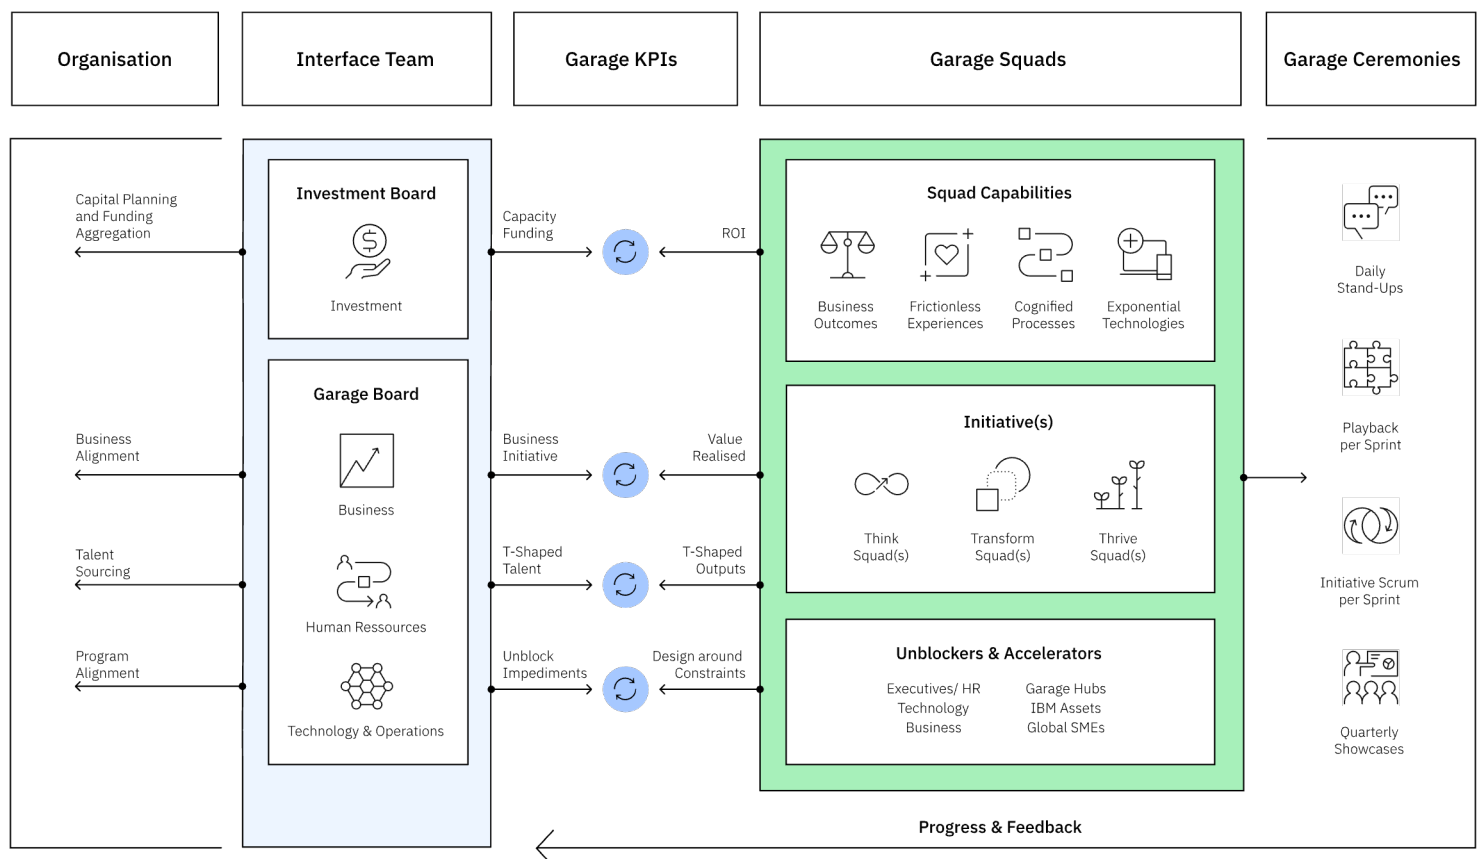 Organisation
Interface Team
Garage KPIs
Garage Squads
Garage Ceremonies
Capital Planning
and Funding
Aggregation
Business
Alignment
Talent
Sourcing
Program
Alignment
Investment Board
Investment
Garage Board
Business
Human Ressources
Technology & Operations
Capacity
Funding
ROI
Business
Initiative
Value
Realised
T-Shaped
Talent
T-Shaped
Outputs
Unblock
Impediments
Design around
Constraints
Squad Capabilities
Business
Outcomes
Frictionless
Experiences
Cognified
Processes
Exponential
Technologies
Initiative(s)
Think
Squad(s)
Transform
Squad(s)
Thrive
Squad(s)
Unblockers & Accelerators
Executives/ HR
Technology
Business
Garage Hubs
IBM Assets
Global SMEs
Daily
Stand-Ups
Playback
per Sprint
Initiative Scrum
per Sprint
Quarterly
Showcases
Progress & Feedback